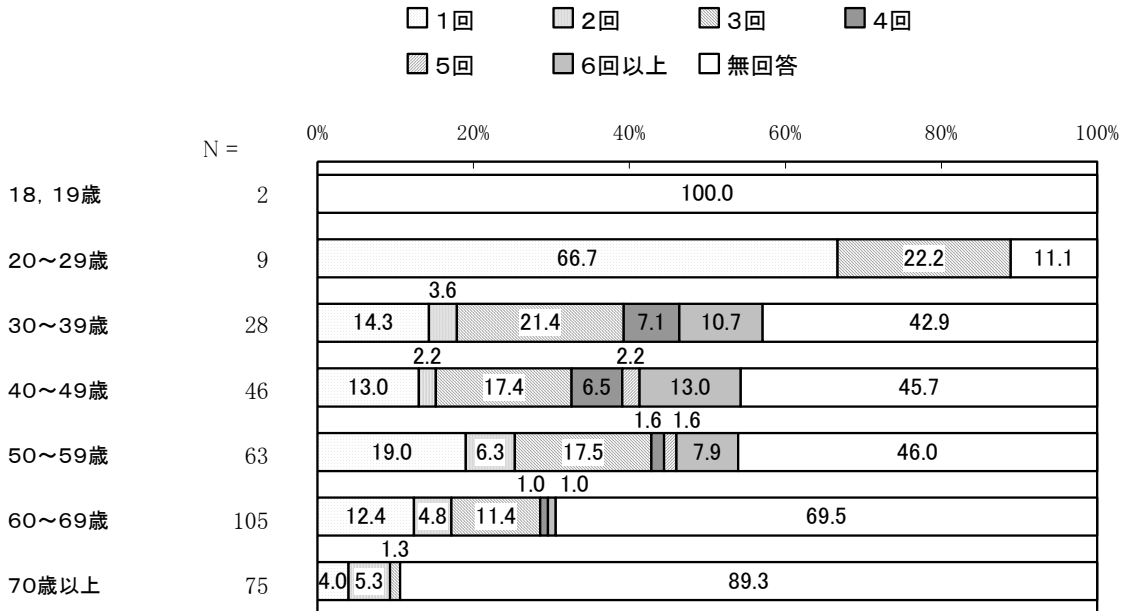 1回 2回 3回 4回
5回 6回以上 無回答
N = 0% 20% 40% 60% 80% 100%
18，19歳 2 100.0
20～29歳 9 66.7 22.2 11.1
3.6
30～39歳 28 14.3 21.4 7.1 10.7 42.9
2.2 2.2
40～49歳 46 13.0 17.4 6.5 13.0 45.7
1.6 1.6
50～59歳 63 19.0 6.3 17.5 7.9 46.0
1.0 1.0
60～69歳 105 12.4 4.8 11.4 69.5
1.3
70歳以上 75 4.0 5.3 89.3